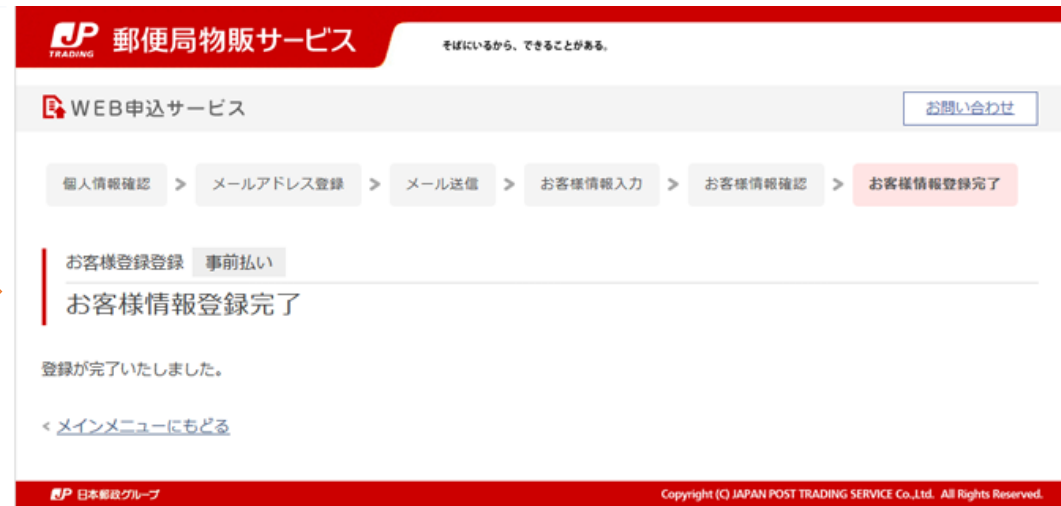 JP TRADING 郵便局物販サービス そばにいるから、できることがある。
WEB申込サービス お問い合わせ
個人情報確認 > メールアドレス登録 > メール送信 > お客様情報入力 > お客様情報確認 > お客様情報登録完了
お客様登録登録 事前払い
お客様情報登録完了
登録が完了いたしました。
< メインメニューにもどる
JP 日本郵政グループ Copyright (C) JAPAN POST TRADING SERVICE Co.,Ltd. All Rights Reserved.